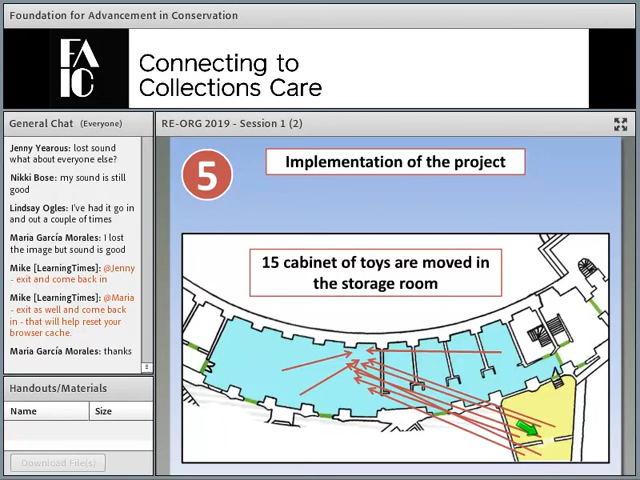 Foundation for Advancement in Conservation
FA
IC
Connecting to
Collections Care
General Chat (Everyone)
Jenny Yearous: lost sound
what about everyone else?
Nikki Bose: my sound is still
good
Lindsay Ogles: I've had it go in
and out a couple of times
Maria García Morales: I lost
the image but sound is good
Mike [LearningTimes]: @Jenny
- exit and come back in
Mike [LearningTimes]: @Maria
- exit as well and come back
in - that will help reset your
browser cache.
Maria García Morales: thanks
Handouts/Materials
Name Size
Download File(s)
RE-ORG 2019 - Session 1 (2)
5
Implementation of the project
15 cabinet of toys are moved in
the storage room